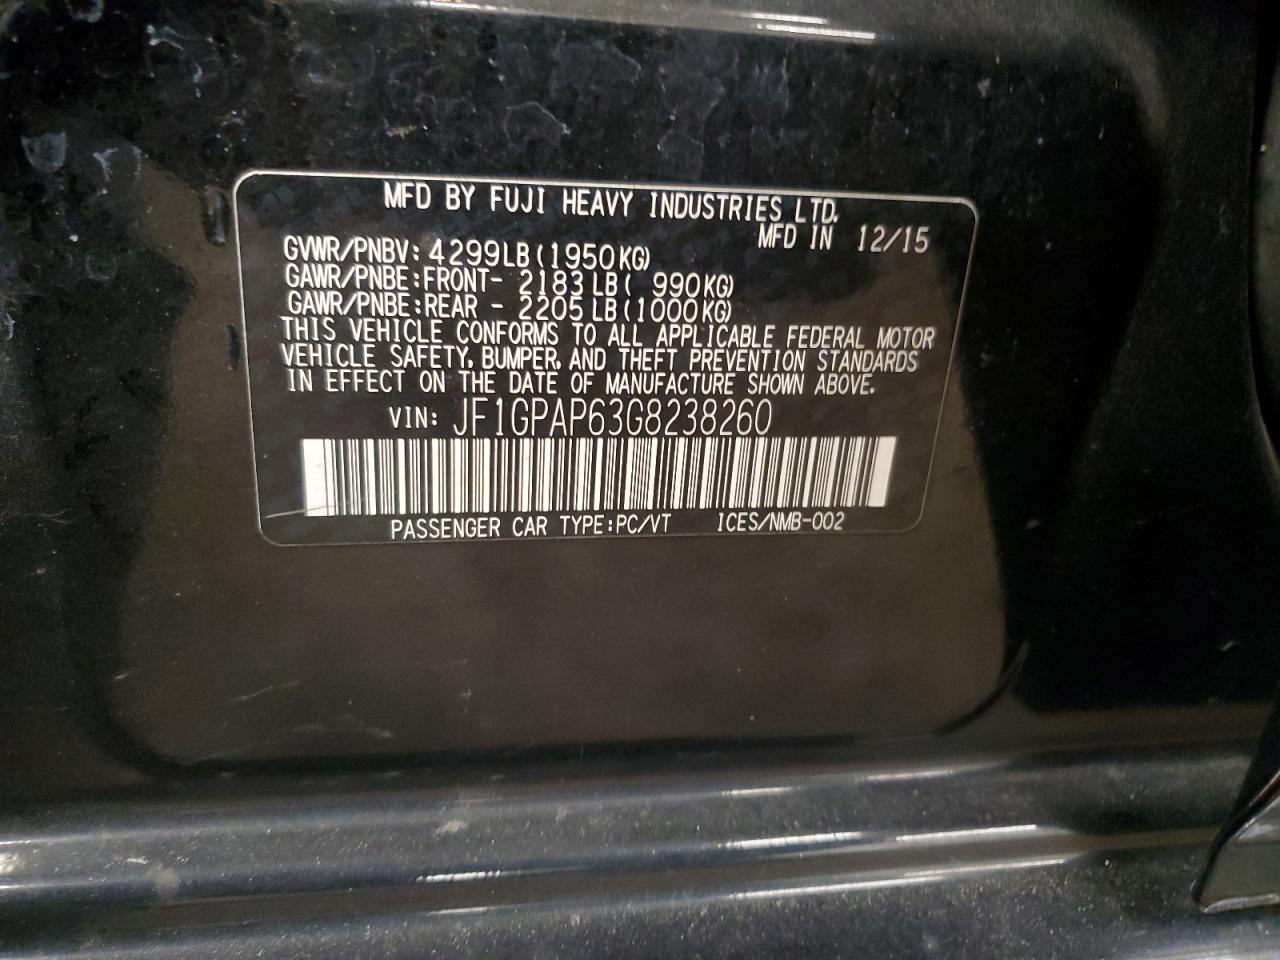 MFD BY FUJI HEAVY INDUSTRIES LTD.
MFD IN 12/15
GVWR/PNBV: 4299LB(1950KG)
GAWR/PNBE:FRONT- 2183LB( 990KG)
GAWR/PNBE:REAR - 2205LB(1000KG)
THIS VEHICLE CONFORMS TO ALL APPLICABLE FEDERAL MOTOR
VEHICLE SAFETY, BUMPER, AND THEFT PREVENTION STANDARDS
IN EFFECT ON THE DATE OF MANUFACTURE SHOWN ABOVE.
VIN: JF1GPAP63G8238260
PASSENGER CAR TYPE:PC/VT ICES/NMB-002